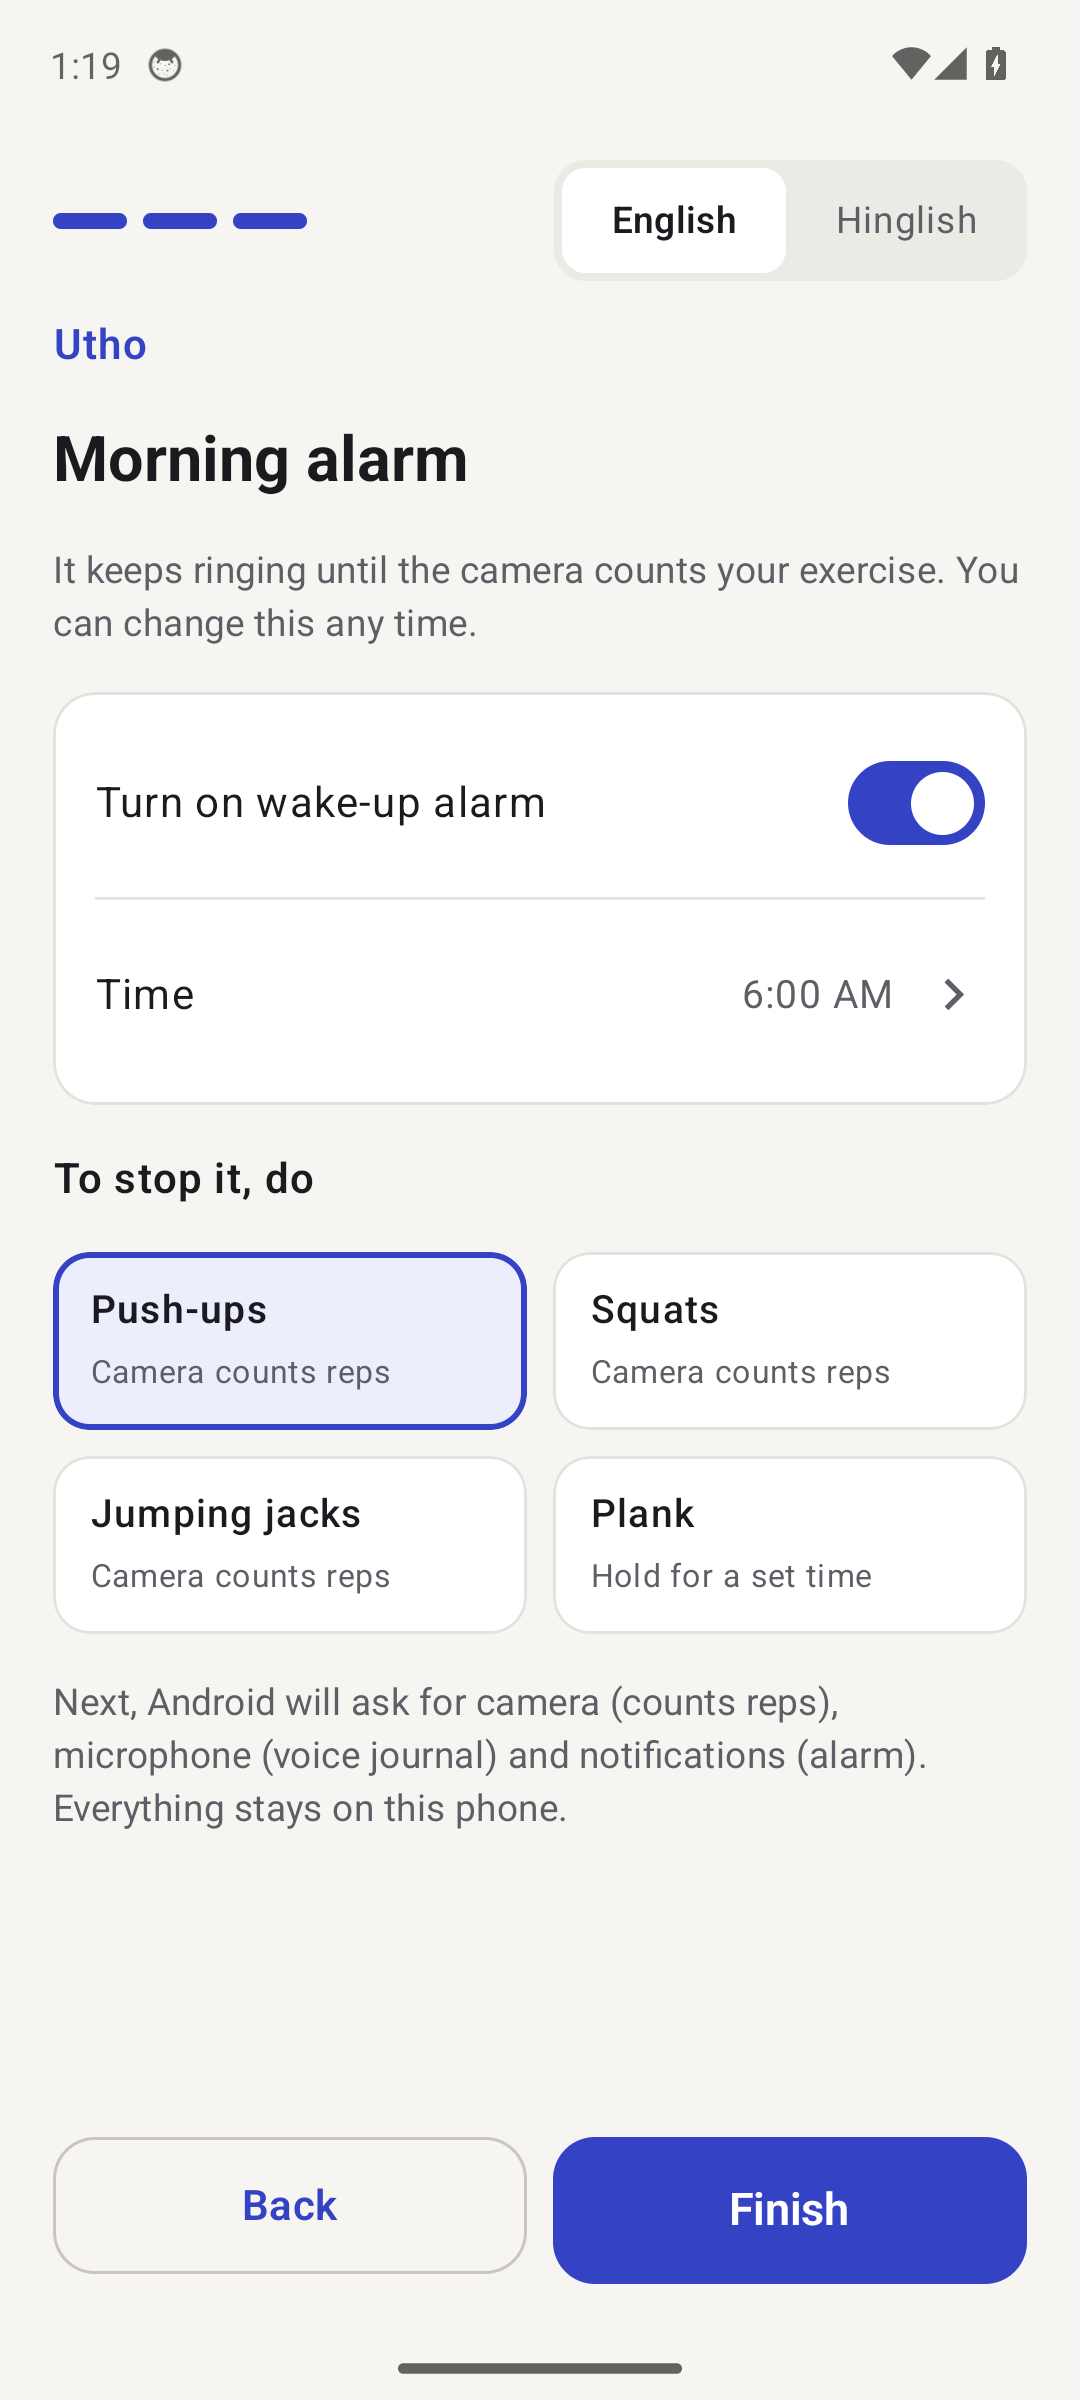 1:19
English
Hinglish
Utho
Morning alarm
It keeps ringing until the camera counts your exercise. You
can change this any time.
Turn on wake-up alarm
Time
6:00 AM
To stop it, do
Push-ups
Camera counts reps
Squats
Camera counts reps
Jumping jacks
Camera counts reps
Plank
Hold for a set time
Next, Android will ask for camera (counts reps),
microphone (voice journal) and notifications (alarm).
Everything stays on this phone.
Back
Finish